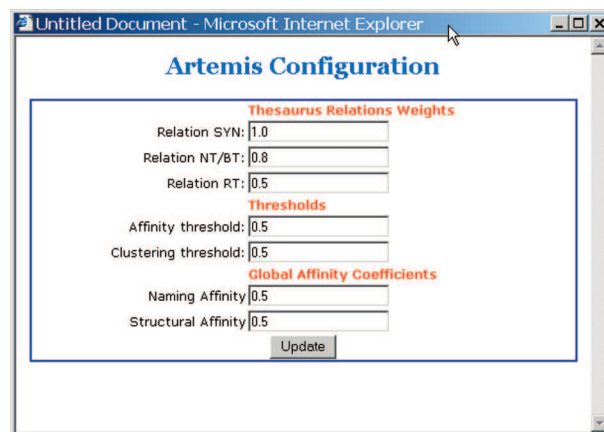 Untitled Document - Microsoft Internet Explorer
Artemis Configuration
Thesaurus Relations Weights
Relation SYN: 1.0
Relation NT/BT: 0.8
Relation RT: 0.5
Thresholds
Affinity threshold: 0.5
Clustering threshold: 0.5
Global Affinity Coefficients
Naming Affinity 0.5
Structural Affinity 0.5
Update